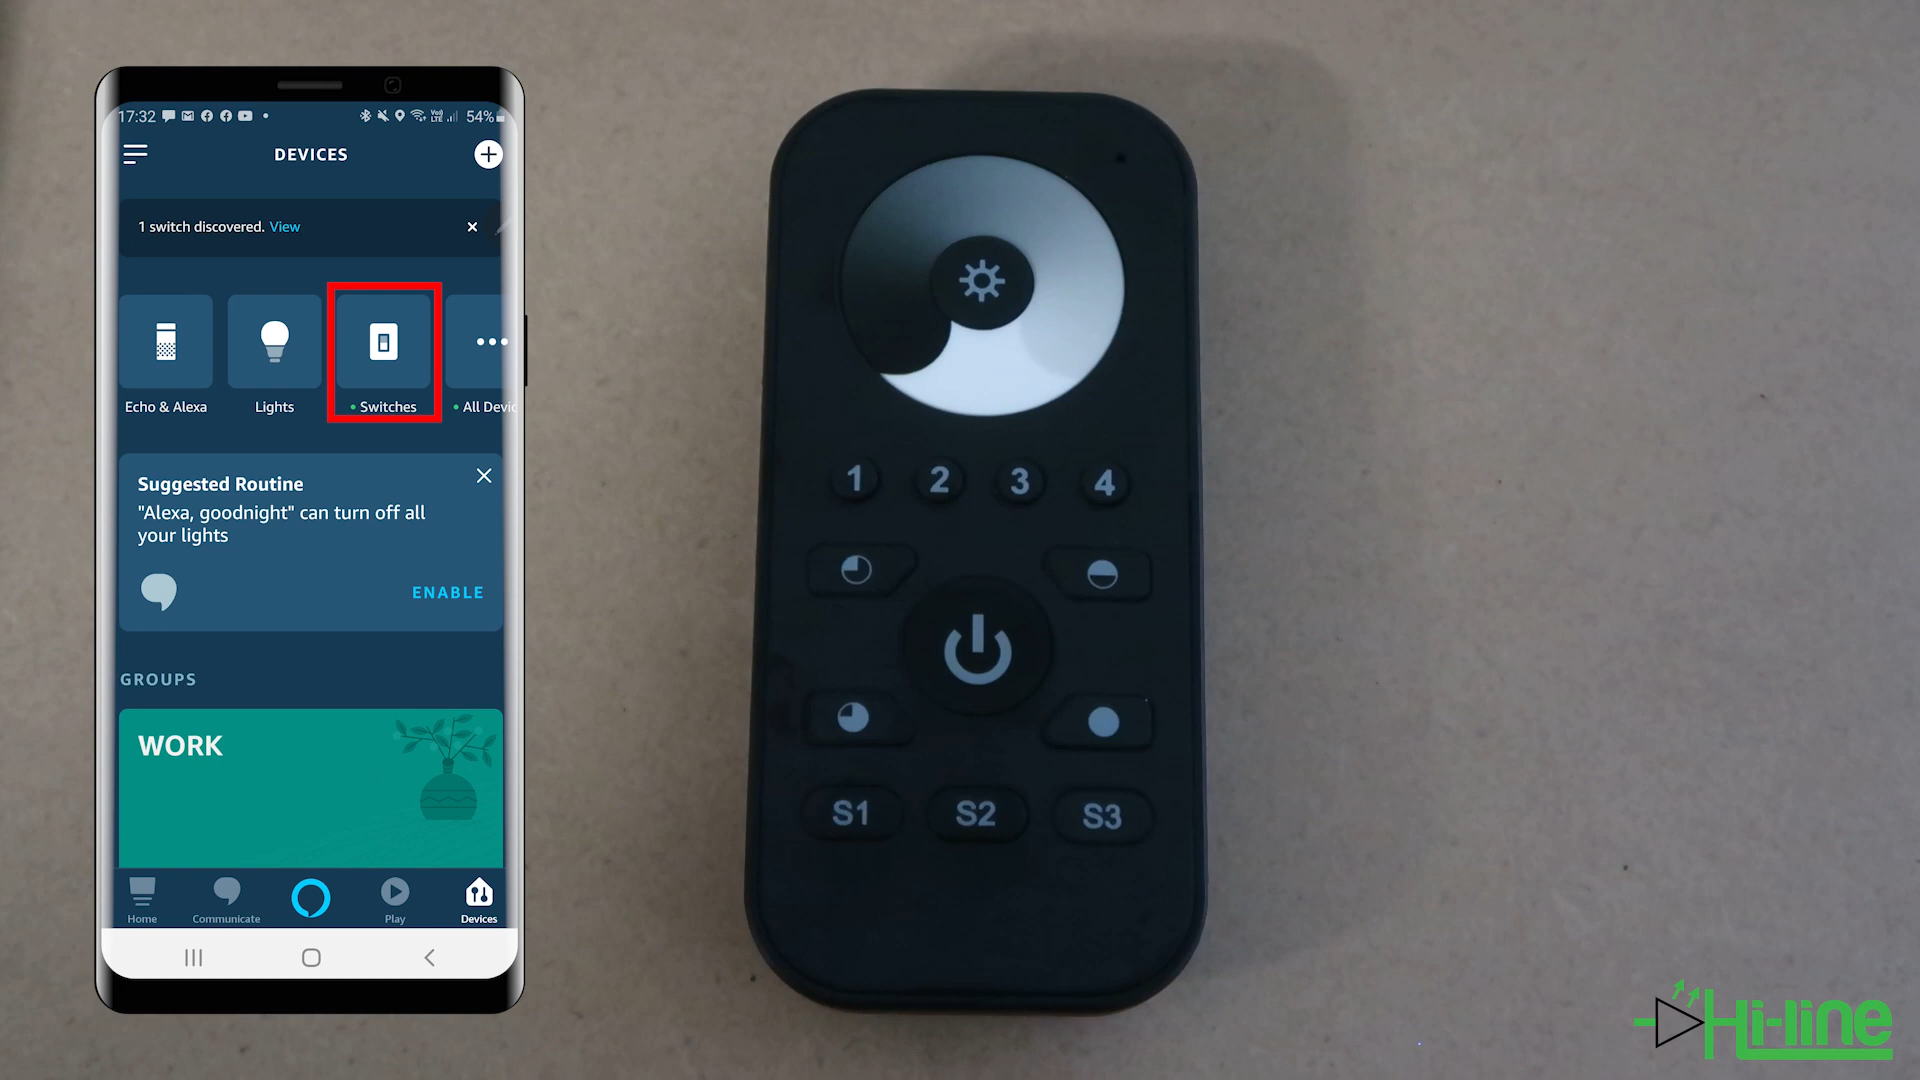 17:32
VoD LTE 54%
DEVICES
1 switch discovered. View
Echo & Alexa
Lights
Switches
All Devic
Suggested Routine
"Alexa, goodnight" can turn off all
your lights
ENABLE
GROUPS
WORK
Home
Communicate
Play
Devices
1 2 3 4
S1 S2 S3
Hi-line